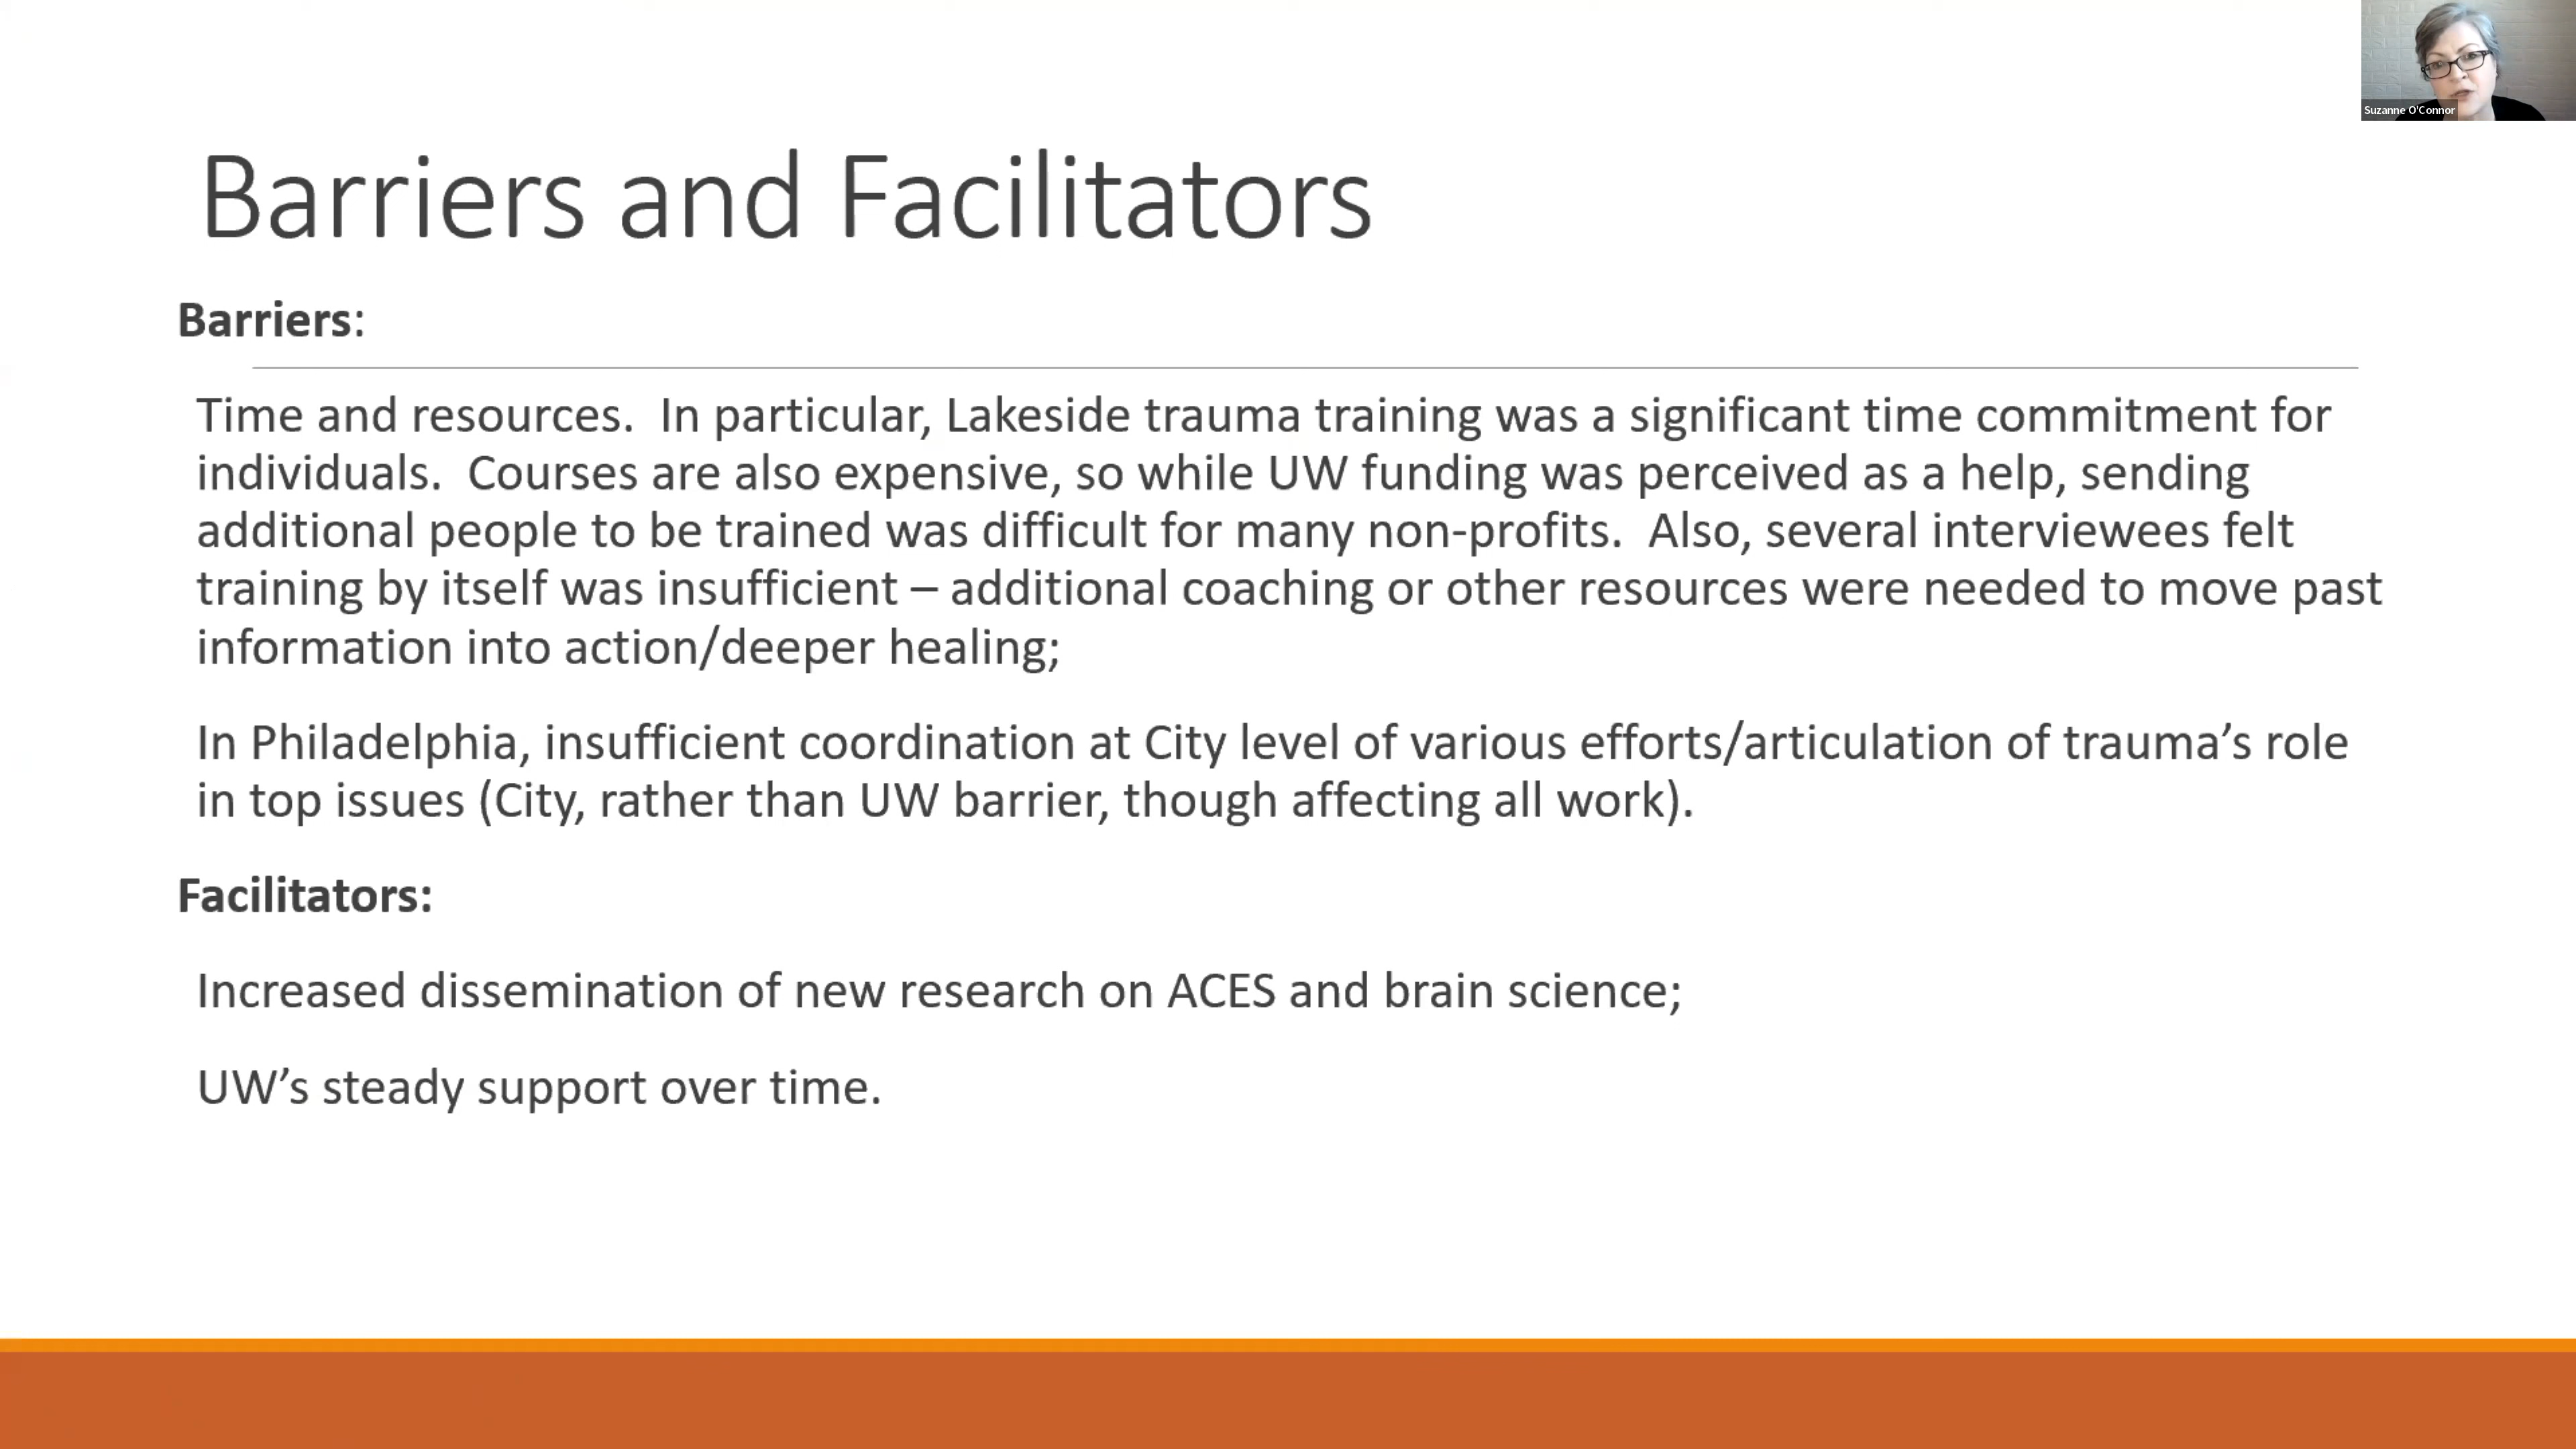 Suzanne O'Connor
Barriers and Facilitators
Barriers:
Time and resources.  In particular, Lakeside trauma training was a significant time commitment for
individuals.  Courses are also expensive, so while UW funding was perceived as a help, sending
additional people to be trained was difficult for many non-profits.  Also, several interviewees felt
training by itself was insufficient – additional coaching or other resources were needed to move past
information into action/deeper healing;
In Philadelphia, insufficient coordination at City level of various efforts/articulation of trauma’s role
in top issues (City, rather than UW barrier, though affecting all work).
Facilitators:
Increased dissemination of new research on ACES and brain science;
UW’s steady support over time.